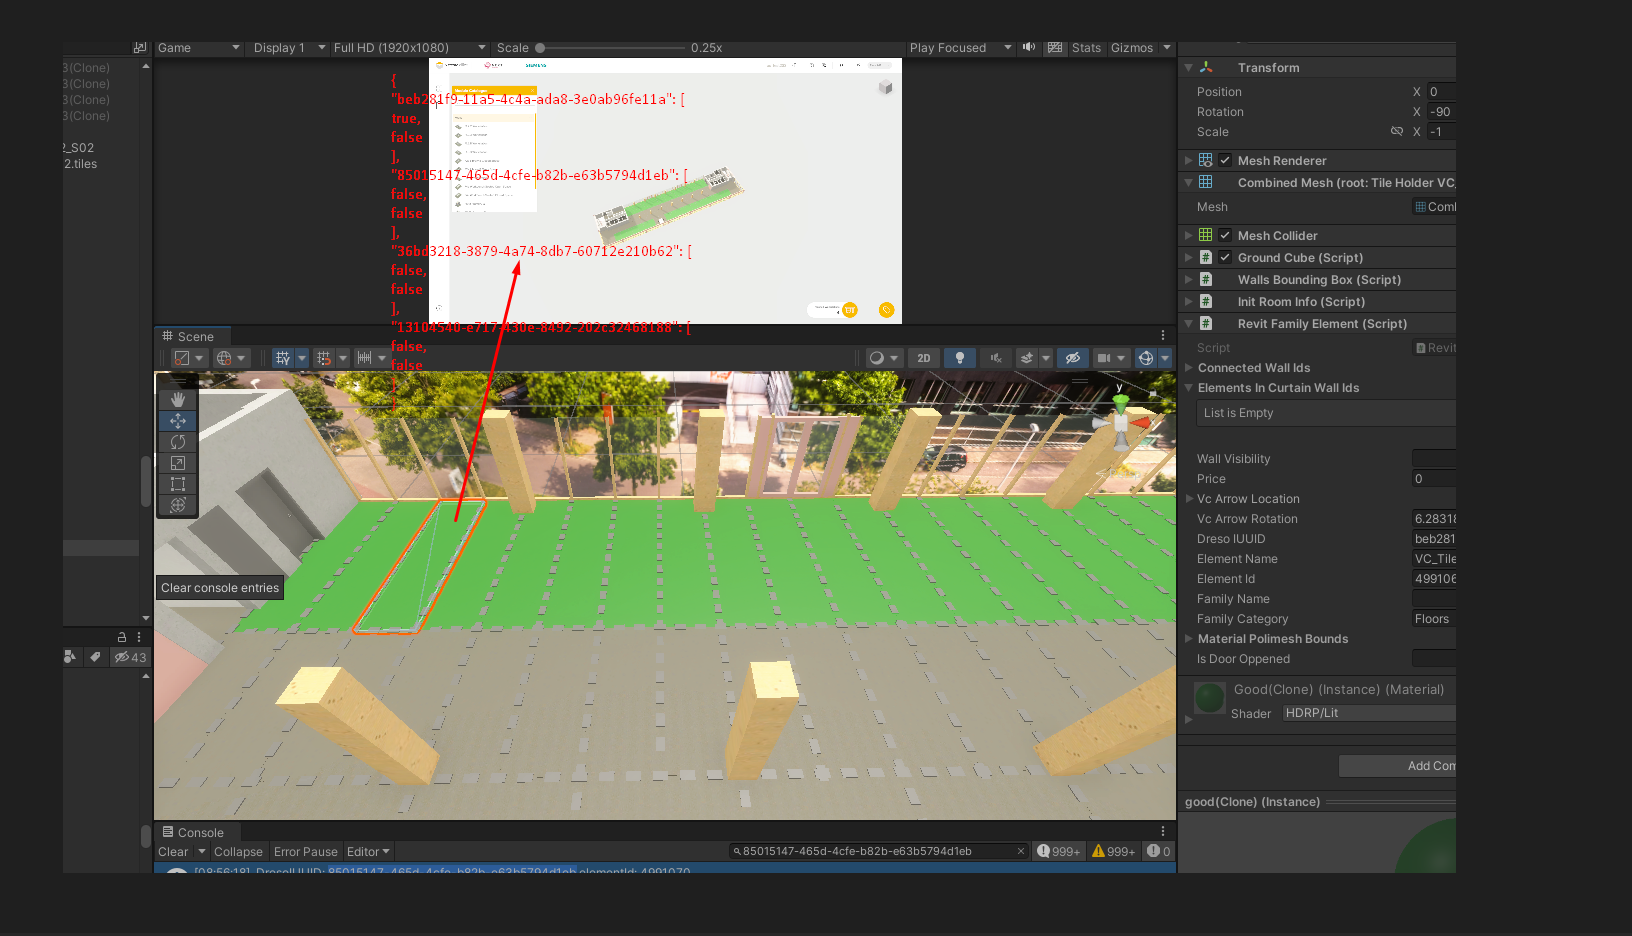 Game
Display 1
Full HD (1920x1080)
Scale
0.25x
Play Focused
Stats
Gizmos
3(Clone)
3(Clone)
3(Clone)
3(Clone)
2_S02
2.tiles
43
SIEMENS
{
"beb281f9-11a5-4c4a-ada8-3e0ab96fe11a": [
true,
false
],
"85015147-465d-4cfe-b82b-e63b5794d1eb": [
false,
false
],
"36bd3218-3879-4a74-8db7-60712e210b62": [
false,
false
],
"13104540-e717-430e-8492-202c32468188": [
false,
false
]
}
Scene
2D
y
Clear console entries
Console
Clear
Collapse
Error Pause
Editor
85015147-465d-4cfe-b82b-e63b5794d1eb
999+
999+
0
[08:56:18] DresoIUUID: 85015147-465d-4cfe-b82b-e63b5794d1eb elementId: 4991070
Transform
Position X 0
Rotation X -90
Scale X -1
Mesh Renderer
Combined Mesh (root: Tile Holder VC_
Mesh Coml
Mesh Collider
Ground Cube (Script)
Walls Bounding Box (Script)
Init Room Info (Script)
Revit Family Element (Script)
Script Revit
Connected Wall Ids
Elements In Curtain Wall Ids
List is Empty
Wall Visibility
Price 0
Vc Arrow Location
Vc Arrow Rotation 6.28318
Dreso IUUID beb281
Element Name VC_Tile
Element Id 499106
Family Name
Family Category Floors
Material Polimesh Bounds
Is Door Oppened
Good(Clone) (Instance) (Material)
Shader HDRP/Lit
Add Com
good(Clone) (Instance)